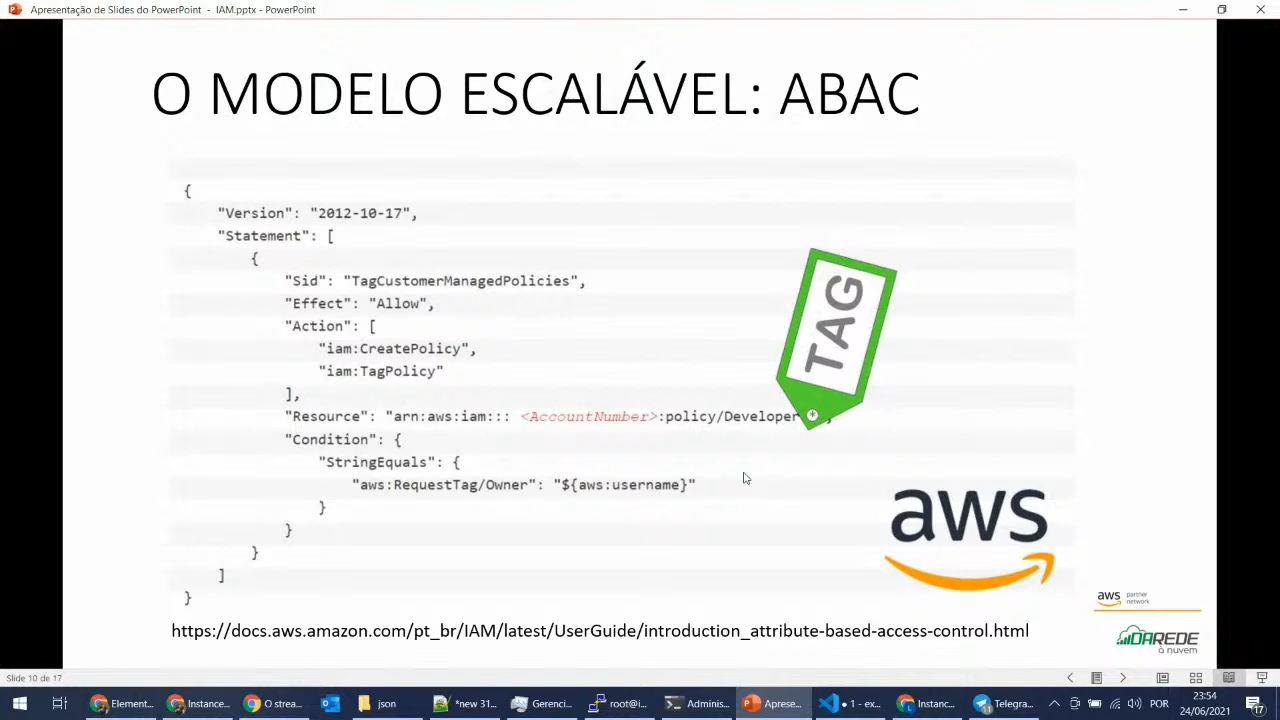 Apresentação de Slides do PowerPoint - IAM.pptx - PowerPoint
O MODELO ESCALÁVEL: ABAC
{
"Version": "2012-10-17",
"Statement": [
{
"Sid": "TagCustomerManagedPolicies",
"Effect": "Allow",
"Action": [
"iam:CreatePolicy",
"iam:TagPolicy"
],
"Resource": "arn:aws:iam::: <AccountNumber>:policy/Developer
"Condition": {
"StringEquals": {
"aws:RequestTag/Owner": "${aws:username}"
}
}
}
]
}
TAG
aws
https://docs.aws.amazon.com/pt_br/IAM/latest/UserGuide/introduction_attribute-based-access-control.html
aws partner network
DAREDE
à nuvem
Slide 10 de 17
Element...
Instance...
O strea...
json
*new 31...
Gerenci...
root@i...
Adminis...
Aprese...
● 1 - ex...
Instanc...
Telegra...
POR
23:54
24/06/2021
17